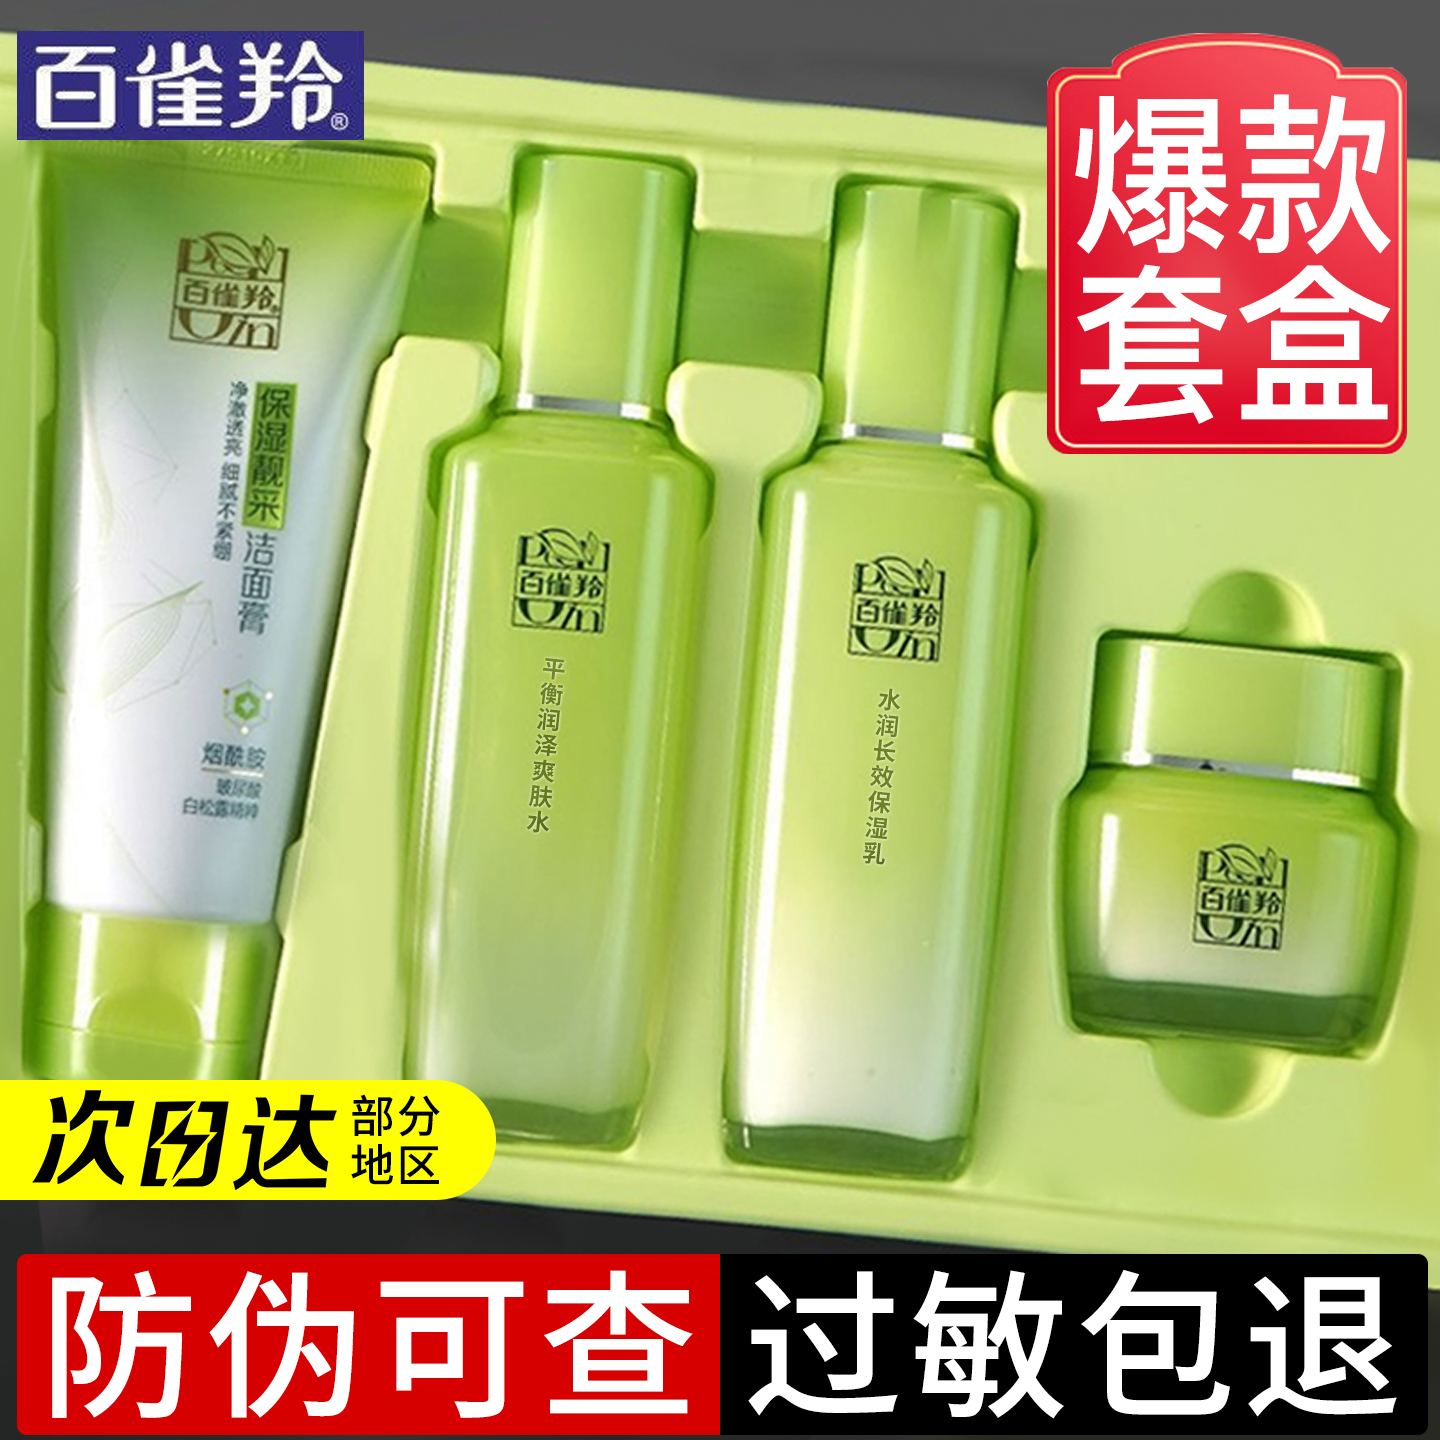 百雀羚®
爆款
套盒
百雀羚
保湿靓采
洁面膏
净澈透亮 细腻不紧绷
烟酰胺
玻尿酸
白松露精粹
百雀羚
平衡润泽爽肤水
百雀羚
水润长效保湿乳
百雀羚
次日达
部分
地区
防伪可查
过敏包退